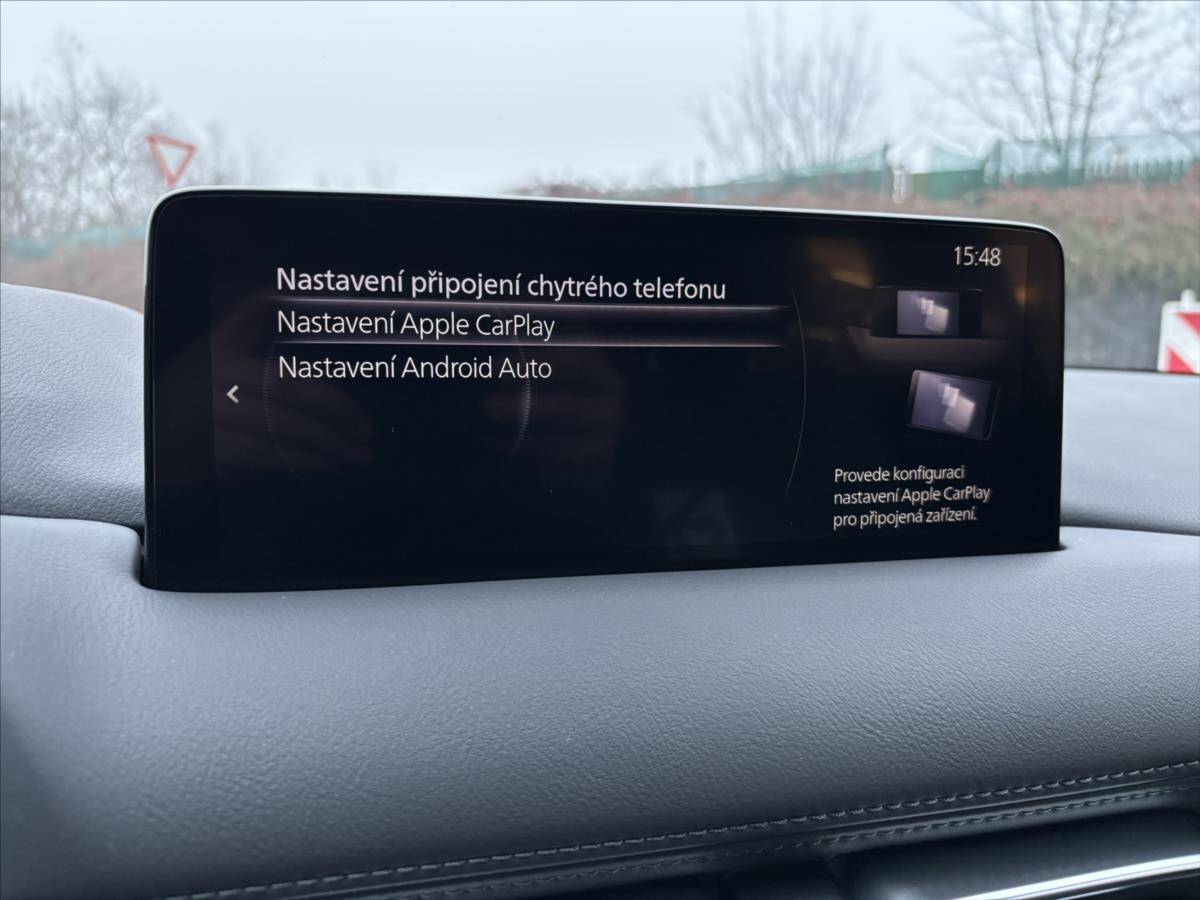 15:48
Nastavení připojení chytrého telefonu
Nastavení Apple CarPlay
Nastavení Android Auto
Provede konfiguraci
nastavení Apple CarPlay
pro připojená zařízení.